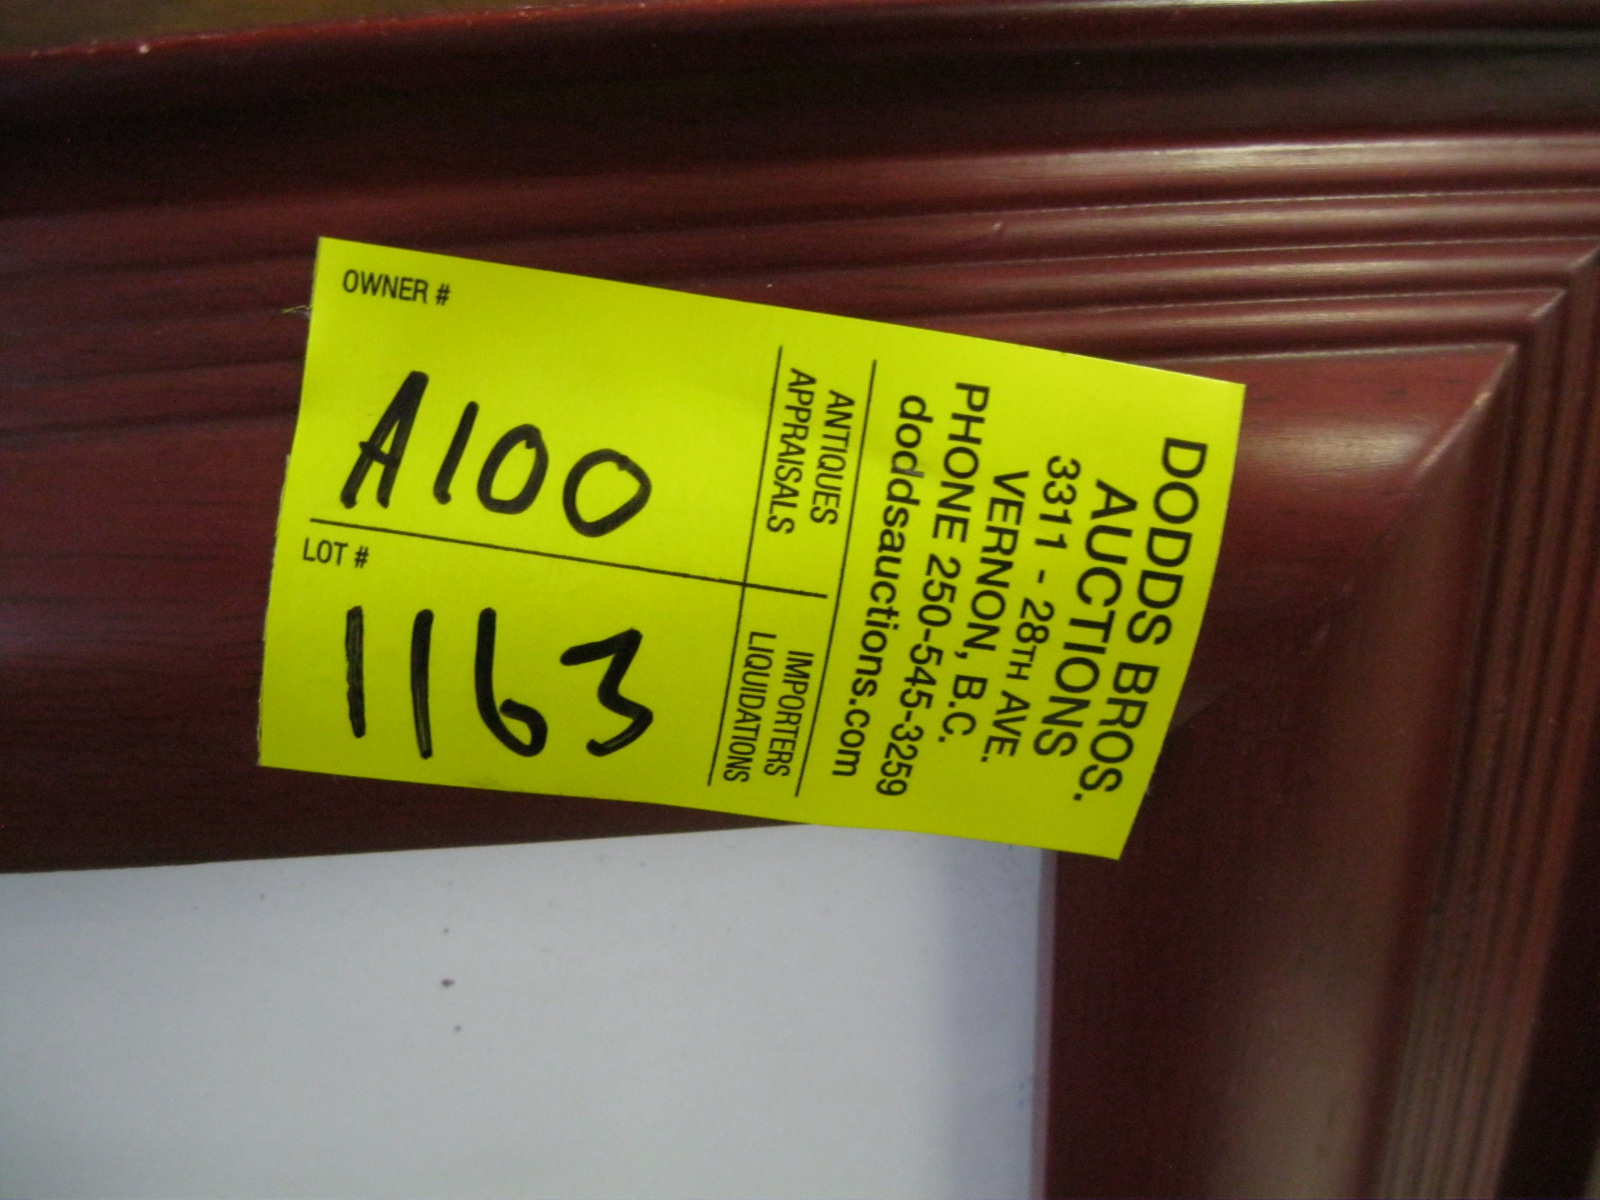 OWNER #
A100
LOT #
1163
DODDS BROS.
AUCTIONS
3311 - 28TH AVE.
VERNON, B.C.
PHONE 250-545-3259
doddsauctions.com
ANTIQUES
APPRAISALS
IMPORTERS
LIQUIDATIONS